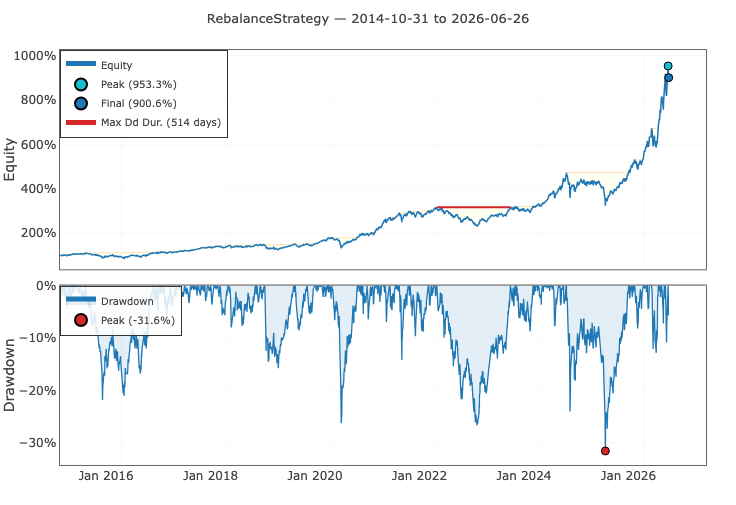 RebalanceStrategy — 2014-10-31 to 2026-06-26
1000%
800%
600%
400%
200%
Equity
Equity
Peak (953.3%)
Final (900.6%)
Max Dd Dur. (514 days)
0%
−10%
−20%
−30%
Drawdown
Drawdown
Peak (-31.6%)
Jan 2016
Jan 2018
Jan 2020
Jan 2022
Jan 2024
Jan 2026